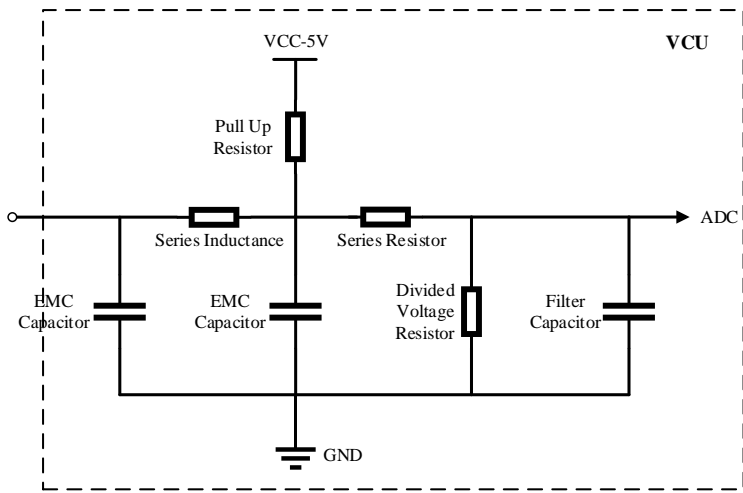 VCC-5V
VCU
Pull Up
Resistor
ADC
Series Inductance
Series Resistor
EMC
Capacitor
EMC
Capacitor
Divided
Voltage
Resistor
Filter
Capacitor
GND